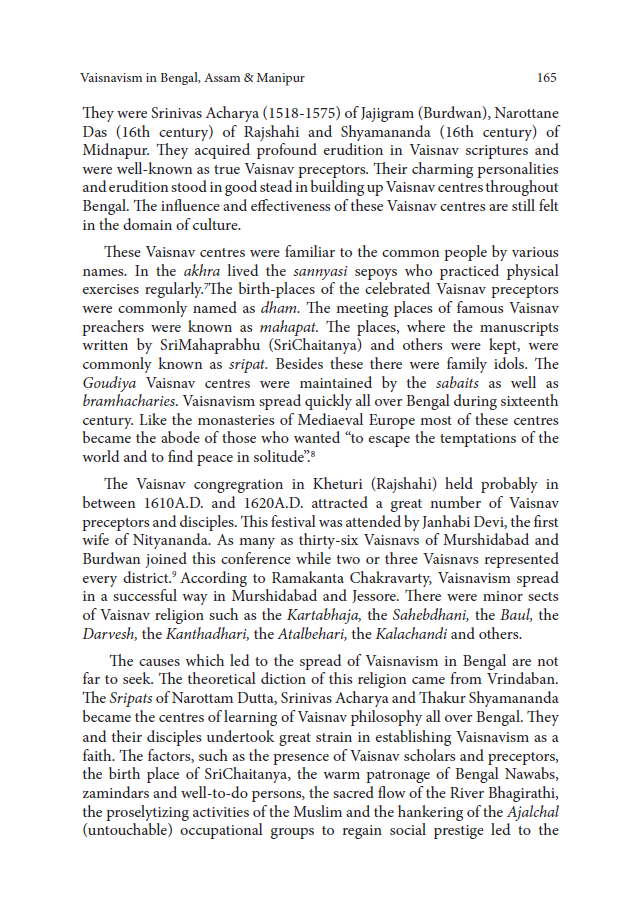 Vaisnavism in Bengal, Assam & Manipur 165
They were Srinivas Acharya (1518-1575) of Jajigram (Burdwan), Narottane
Das (16th century) of Rajshahi and Shyamananda (16th century) of
Midnapur. They acquired profound erudition in Vaisnav scriptures and
were well-known as true Vaisnav preceptors. Their charming personalities
and erudition stood in good stead in building up Vaisnav centres throughout
Bengal. The influence and effectiveness of these Vaisnav centres are still felt
in the domain of culture.
These Vaisnav centres were familiar to the common people by various
names. In the akhra lived the sannyasi sepoys who practiced physical
exercises regularly.⁷The birth-places of the celebrated Vaisnav preceptors
were commonly named as dham. The meeting places of famous Vaisnav
preachers were known as mahapat. The places, where the manuscripts
written by SriMahaprabhu (SriChaitanya) and others were kept, were
commonly known as sripat. Besides these there were family idols. The
Goudiya Vaisnav centres were maintained by the sabaits as well as
bramhacharies. Vaisnavism spread quickly all over Bengal during sixteenth
century. Like the monasteries of Mediaeval Europe most of these centres
became the abode of those who wanted “to escape the temptations of the
world and to find peace in solitude”.⁸
The Vaisnav congregration in Kheturi (Rajshahi) held probably in
between 1610A.D. and 1620A.D. attracted a great number of Vaisnav
preceptors and disciples. This festival was attended by Janhabi Devi, the first
wife of Nityananda. As many as thirty-six Vaisnavs of Murshidabad and
Burdwan joined this conference while two or three Vaisnavs represented
every district.⁹ According to Ramakanta Chakravarty, Vaisnavism spread
in a successful way in Murshidabad and Jessore. There were minor sects
of Vaisnav religion such as the Kartabhaja, the Sahebdhani, the Baul, the
Darvesh, the Kanthadhari, the Atalbehari, the Kalachandi and others.
The causes which led to the spread of Vaisnavism in Bengal are not
far to seek. The theoretical diction of this religion came from Vrindaban.
The Sripats of Narottam Dutta, Srinivas Acharya and Thakur Shyamananda
became the centres of learning of Vaisnav philosophy all over Bengal. They
and their disciples undertook great strain in establishing Vaisnavism as a
faith. The factors, such as the presence of Vaisnav scholars and preceptors,
the birth place of SriChaitanya, the warm patronage of Bengal Nawabs,
zamindars and well-to-do persons, the sacred flow of the River Bhagirathi,
the proselytizing activities of the Muslim and the hankering of the Ajalchal
(untouchable) occupational groups to regain social prestige led to the